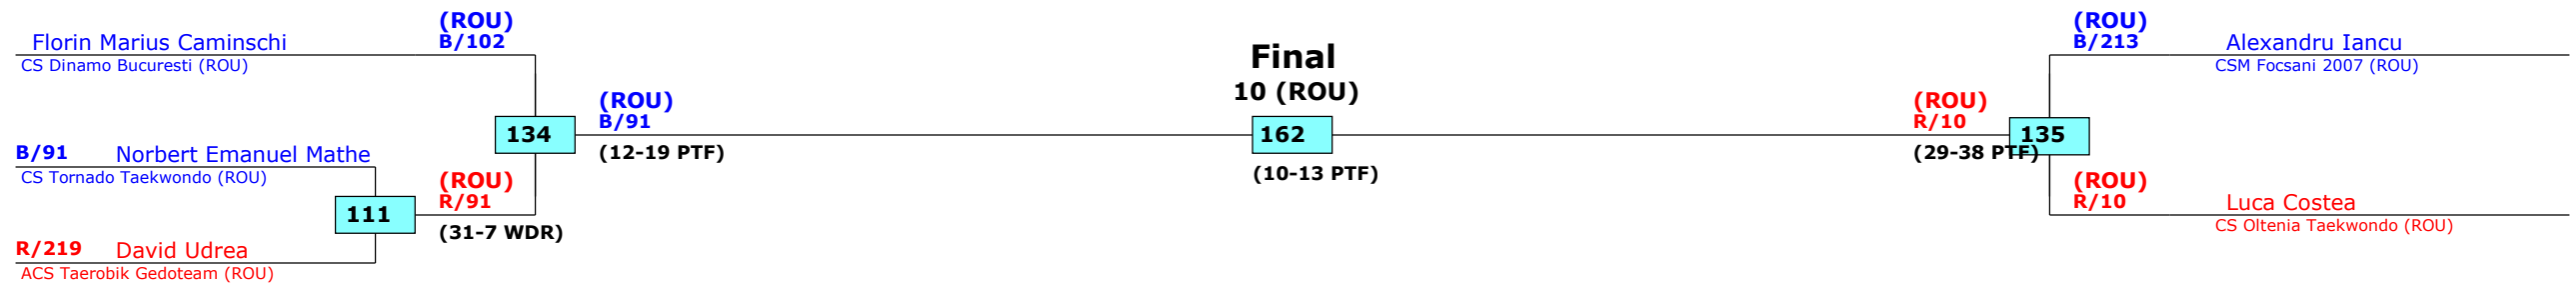 Florin Marius Caminschi
CS Dinamo Bucuresti (ROU)
(ROU)
B/102
B/91 Norbert Emanuel Mathe
CS Tornado Taekwondo (ROU)
R/219 David Udrea
ACS Taerobik Gedoteam (ROU)
111
(ROU)
R/91
(31-7 WDR)
134
(ROU)
B/91
(12-19 PTF)
Final
10 (ROU)
162
(10-13 PTF)
(ROU)
R/10
(29-38 PTF)
135
(ROU)
B/213
Alexandru Iancu
CSM Focsani 2007 (ROU)
(ROU)
R/10
Luca Costea
CS Oltenia Taekwondo (ROU)